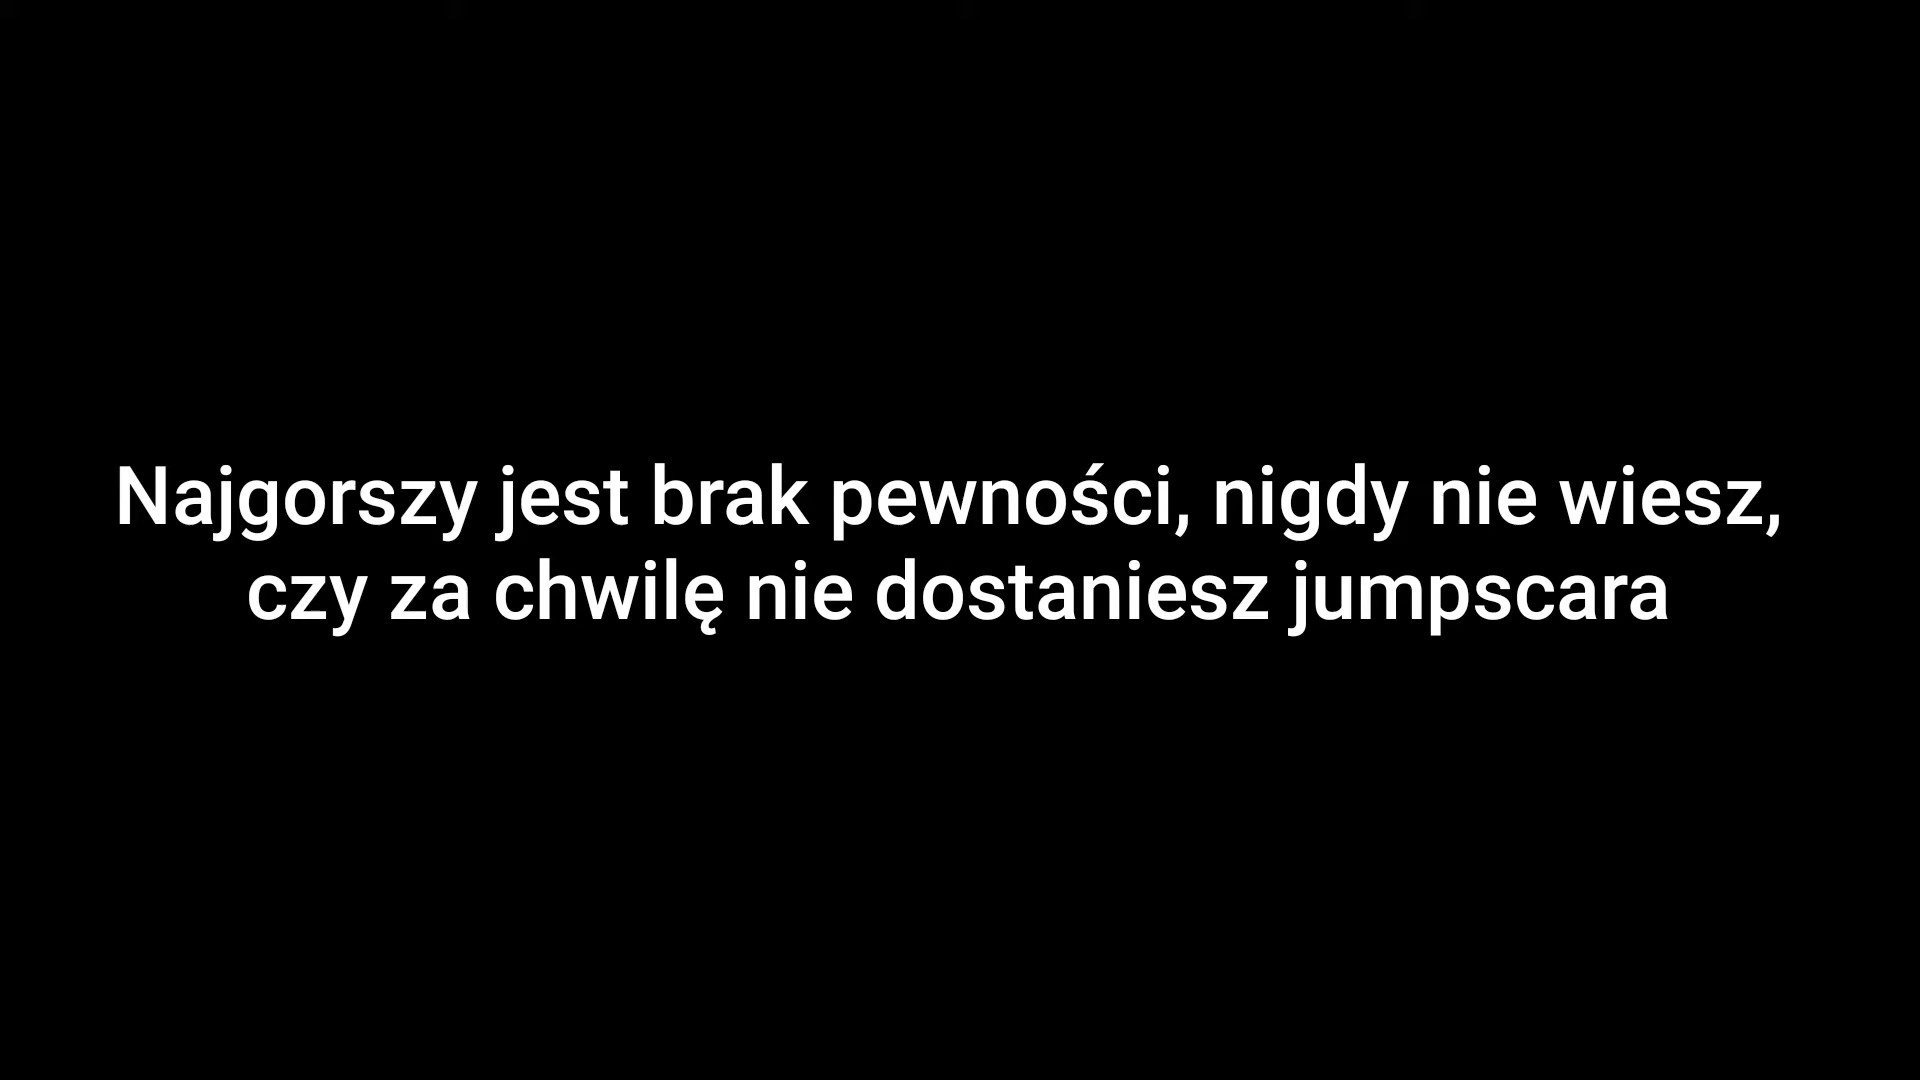 Najgorszy jest brak pewności, nigdy nie wiesz,
czy za chwilę nie dostaniesz jumpscara